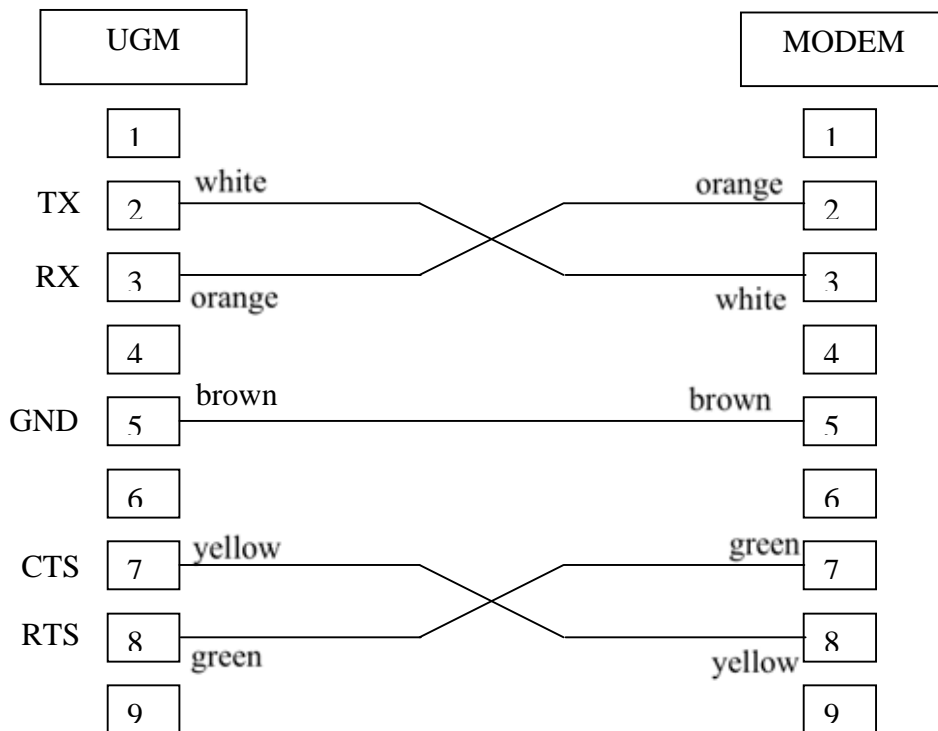 UGM MODEM
1 1
white orange
TX 2 2
RX 3 3
orange white
4 4
brown brown
GND 5 5
6 6
yellow green
CTS 7 7
RTS 8 8
green yellow
9 9